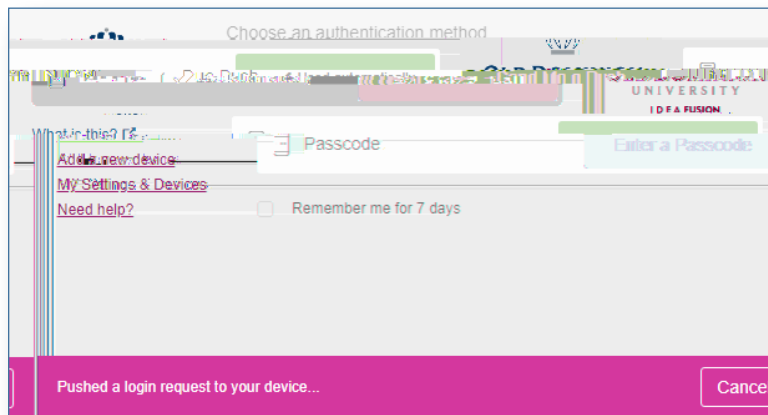 Choose an authentication method
UNIVERSITY
IDEA FUSION
What is this?
Passcode
Enter a Passcode
Add a new device
My Settings & Devices
Need help?
Remember me for 7 days
Pushed a login request to your device...
Cance